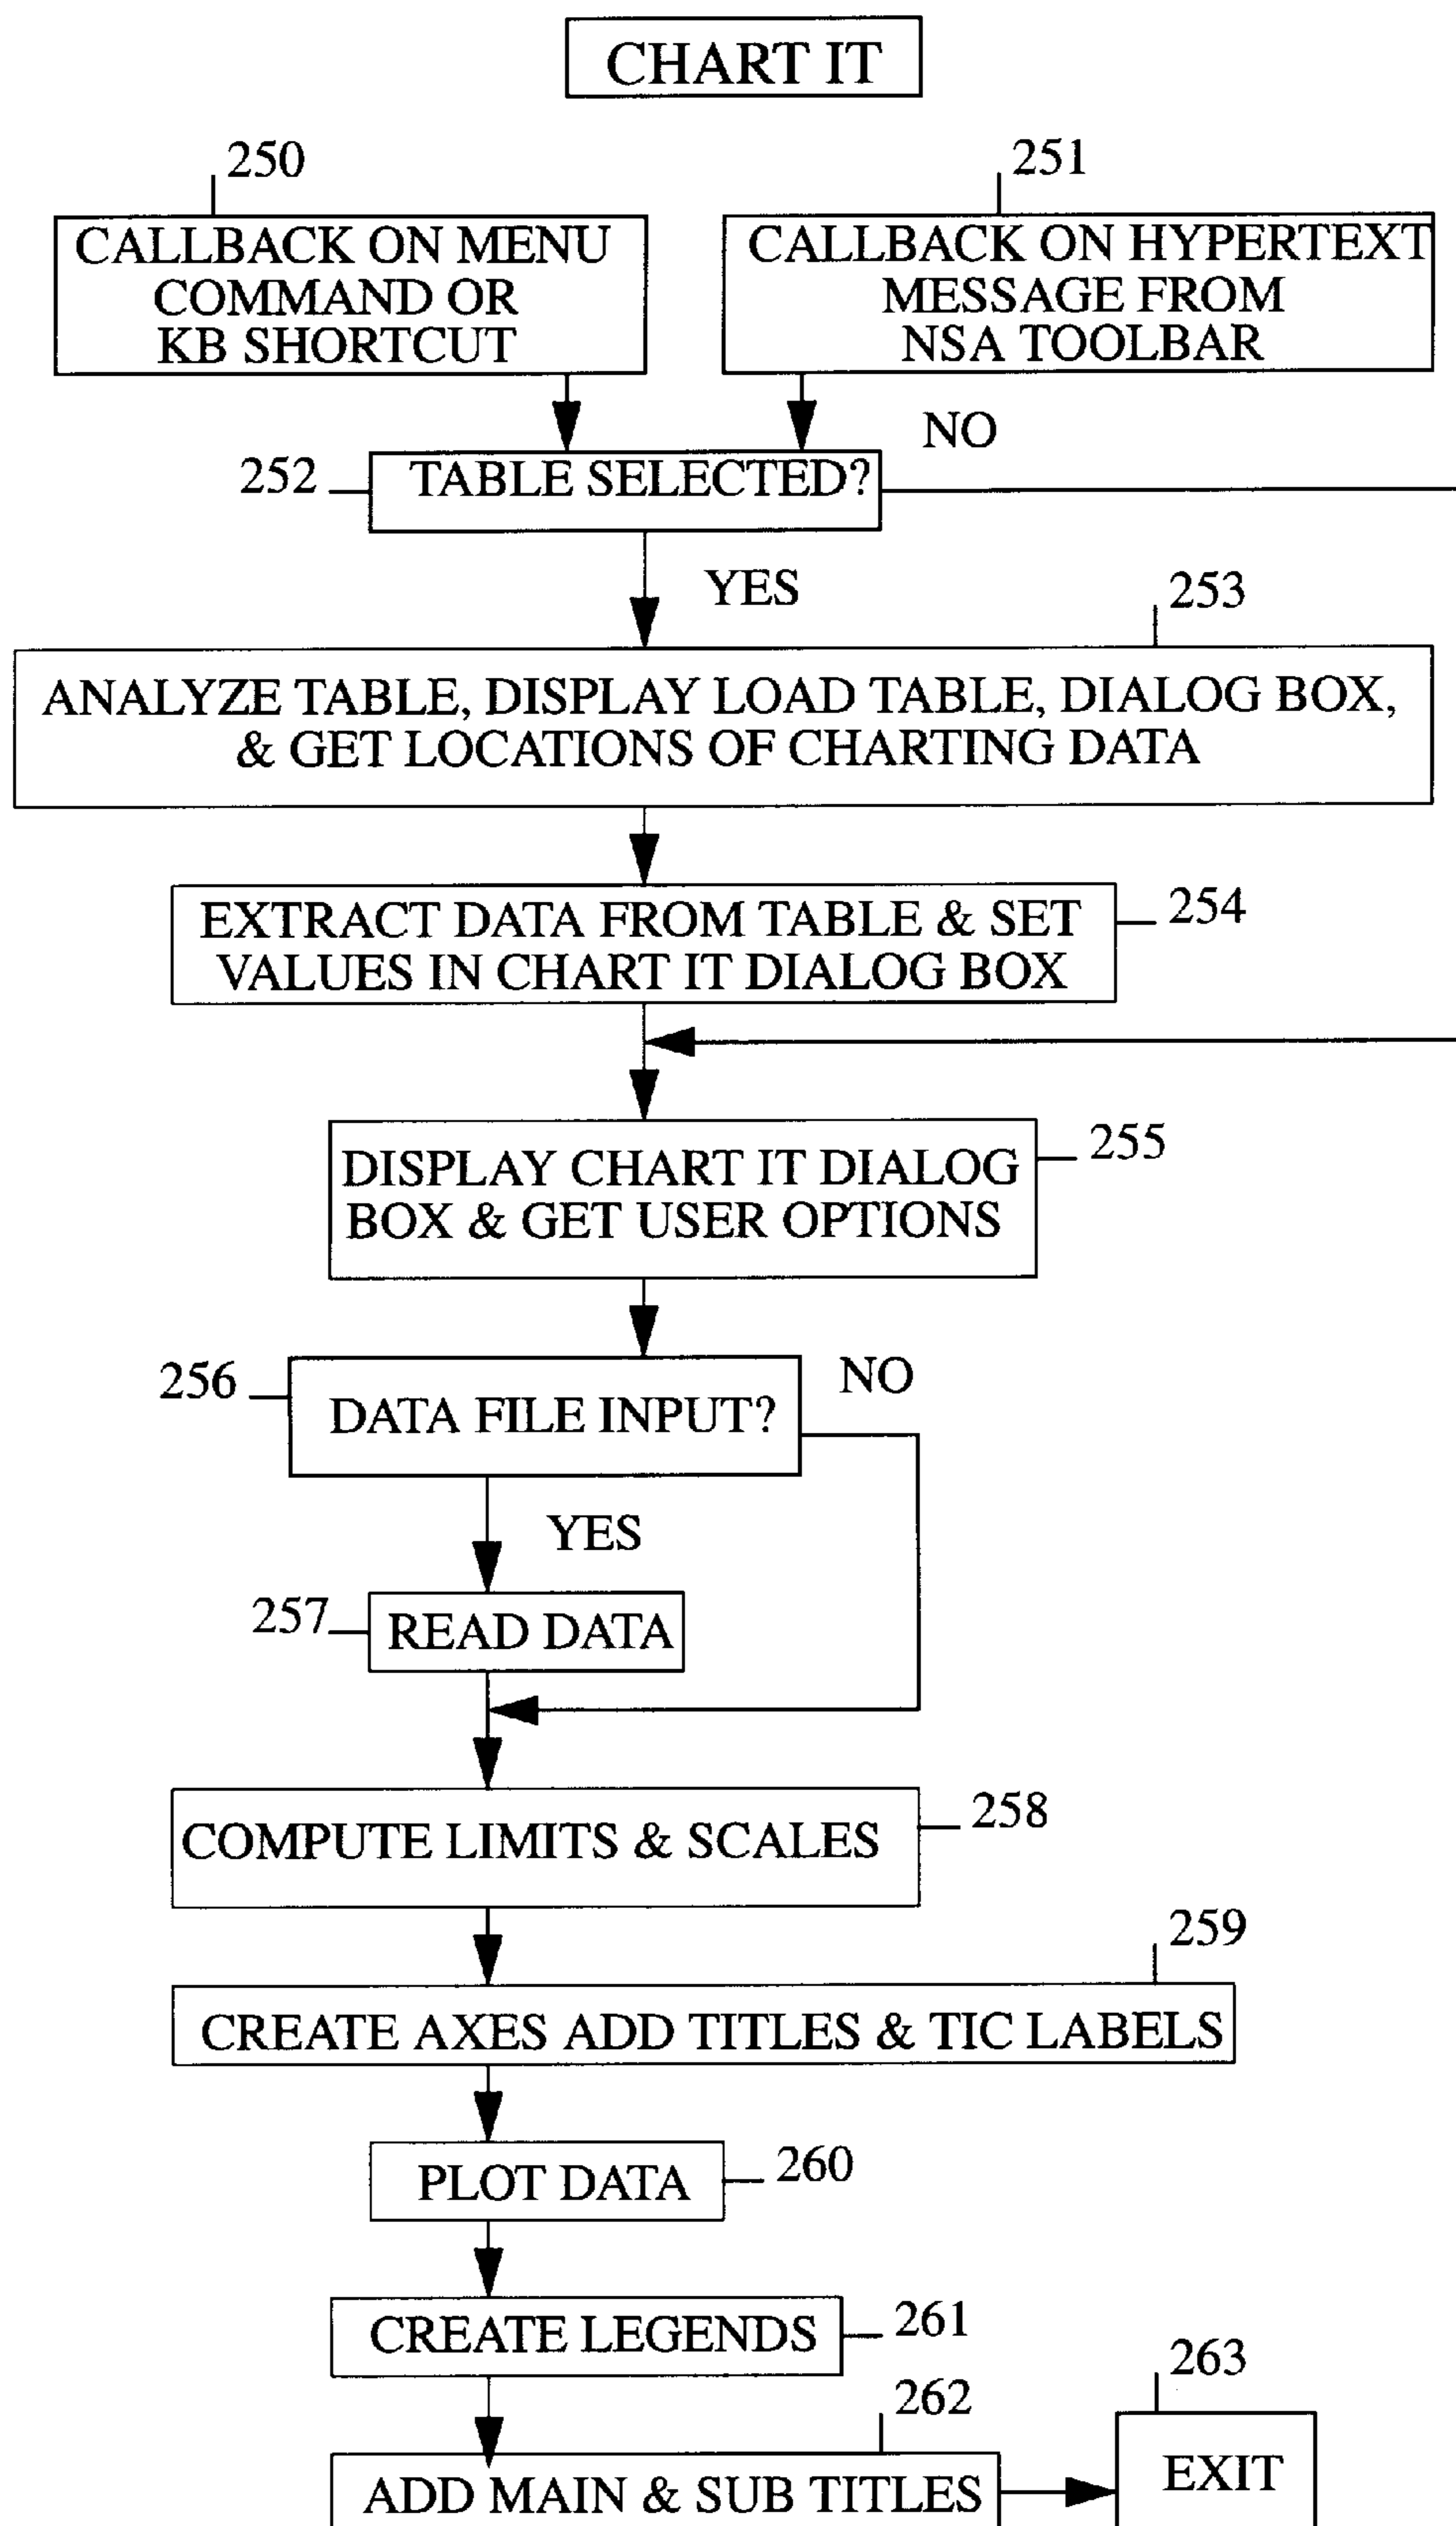 CHART IT
250
251
CALLBACK ON MENU
COMMAND OR
KB SHORTCUT
CALLBACK ON HYPERTEXT
MESSAGE FROM
NSA TOOLBAR
NO
252
TABLE SELECTED?
YES
253
ANALYZE TABLE, DISPLAY LOAD TABLE, DIALOG BOX,
& GET LOCATIONS OF CHARTING DATA
EXTRACT DATA FROM TABLE & SET
VALUES IN CHART IT DIALOG BOX
254
DISPLAY CHART IT DIALOG
BOX & GET USER OPTIONS
255
256
DATA FILE INPUT?
NO
YES
257
READ DATA
COMPUTE LIMITS & SCALES
258
259
CREATE AXES ADD TITLES & TIC LABELS
PLOT DATA
260
CREATE LEGENDS
261
262
263
ADD MAIN & SUB TITLES
EXIT